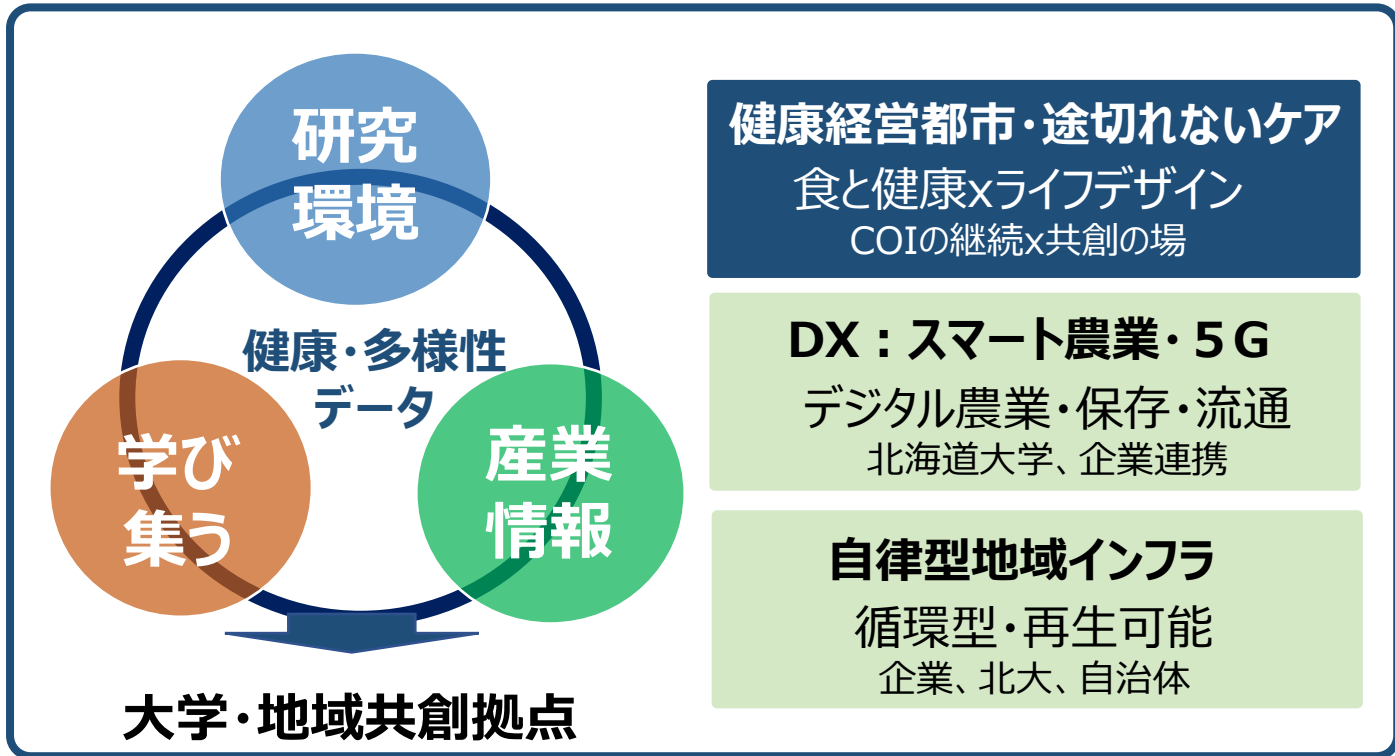 研究
環境
健康・多様性
データ
学び
集う
産業
情報
大学・地域共創拠点
健康経営都市・途切れないケア
食と健康xライフデザイン
COIの継続x共創の場
DX：スマート農業・５G
デジタル農業・保存・流通
北海道大学、企業連携
自律型地域インフラ
循環型・再生可能
企業、北大、自治体